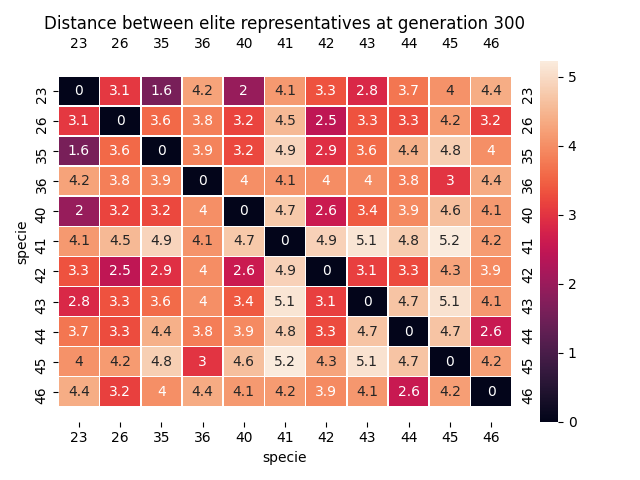 Distance between elite representatives at generation 300
23 26 35 36 40 41 42 43 44 45 46
23 0 3.1 1.6 4.2 2 4.1 3.3 2.8 3.7 4 4.4 23
26 3.1 0 3.6 3.8 3.2 4.5 2.5 3.3 3.3 4.2 3.2 26
35 1.6 3.6 0 3.9 3.2 4.9 2.9 3.6 4.4 4.8 4 35
36 4.2 3.8 3.9 0 4 4.1 4 4 3.8 3 4.4 36
40 2 3.2 3.2 4 0 4.7 2.6 3.4 3.9 4.6 4.1 40
41 4.1 4.5 4.9 4.1 4.7 0 4.9 5.1 4.8 5.2 4.2 41
42 3.3 2.5 2.9 4 2.6 4.9 0 3.1 3.3 4.3 3.9 42
43 2.8 3.3 3.6 4 3.4 5.1 3.1 0 4.7 5.1 4.1 43
44 3.7 3.3 4.4 3.8 3.9 4.8 3.3 4.7 0 4.7 2.6 44
45 4 4.2 4.8 3 4.6 5.2 4.3 5.1 4.7 0 4.2 45
46 4.4 3.2 4 4.4 4.1 4.2 3.9 4.1 2.6 4.2 0 46
23 26 35 36 40 41 42 43 44 45 46
specie
specie
5
4
3
2
1
0